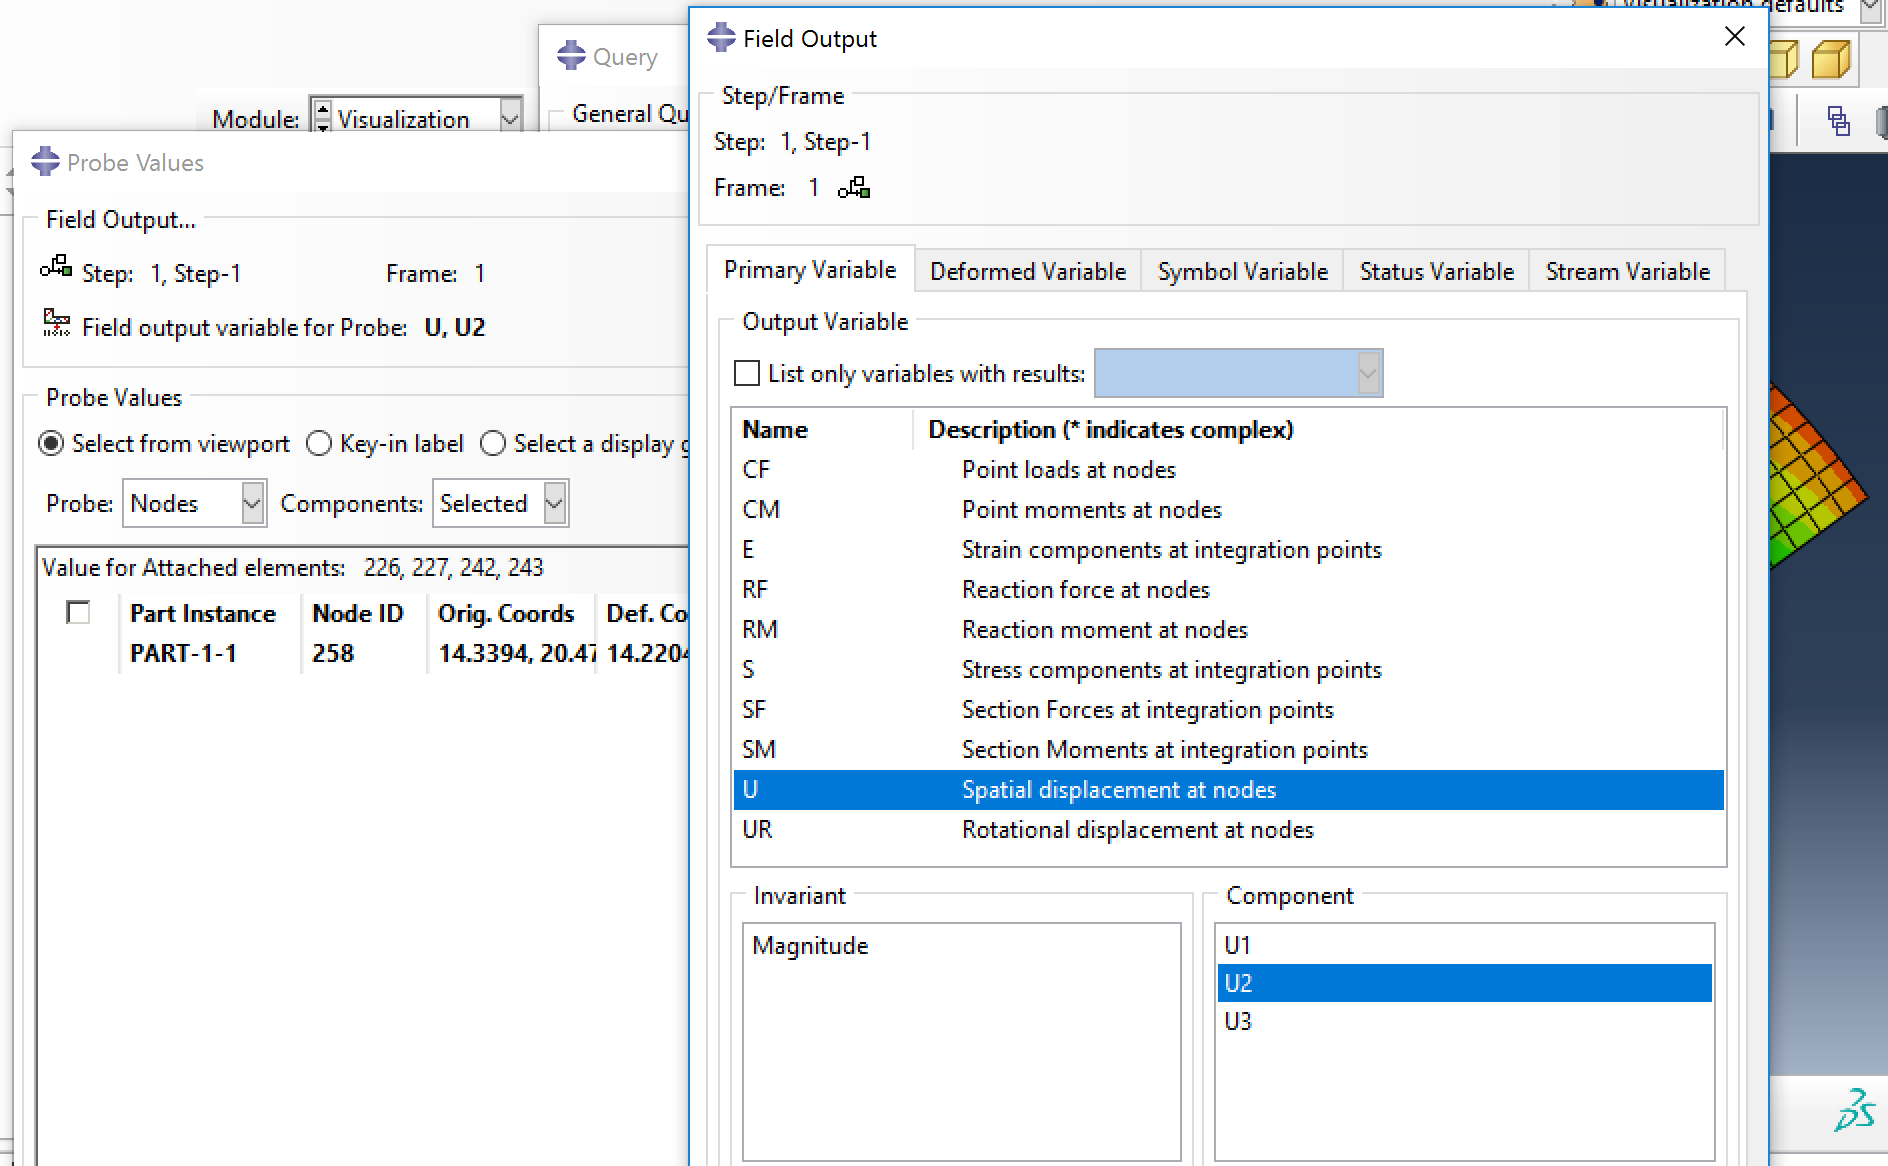 Visualization defaults
Query
General Qu
Module: Visualization
Probe Values
Field Output...
Step: 1, Step-1 Frame: 1
Field output variable for Probe: U, U2
Probe Values
Select from viewport Key-in label Select a display g
Probe: Nodes Components: Selected
Value for Attached elements: 226, 227, 242, 243
Part Instance Node ID Orig. Coords Def. Co
PART-1-1 258 14.3394, 20.47 14.2204
Field Output
Step/Frame
Step: 1, Step-1
Frame: 1
Primary Variable Deformed Variable Symbol Variable Status Variable Stream Variable
Output Variable
List only variables with results:
Name Description (* indicates complex)
CF Point loads at nodes
CM Point moments at nodes
E Strain components at integration points
RF Reaction force at nodes
RM Reaction moment at nodes
S Stress components at integration points
SF Section Forces at integration points
SM Section Moments at integration points
U Spatial displacement at nodes
UR Rotational displacement at nodes
Invariant
Magnitude
Component
U1
U2
U3
DS